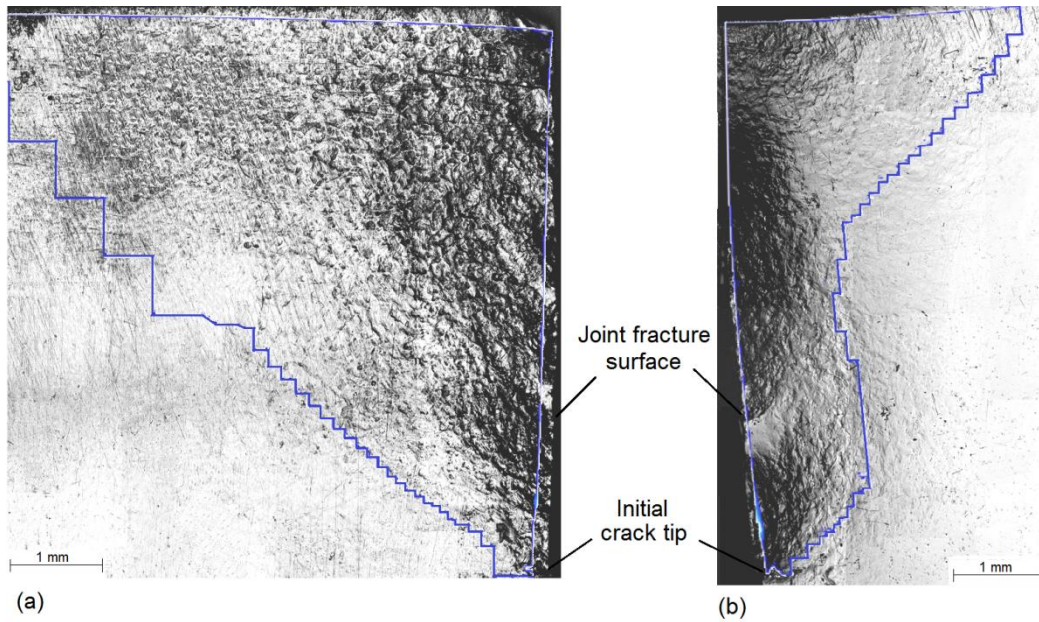 Joint fracture
surface
Initial
crack tip
1 mm
1 mm
(a)
(b)